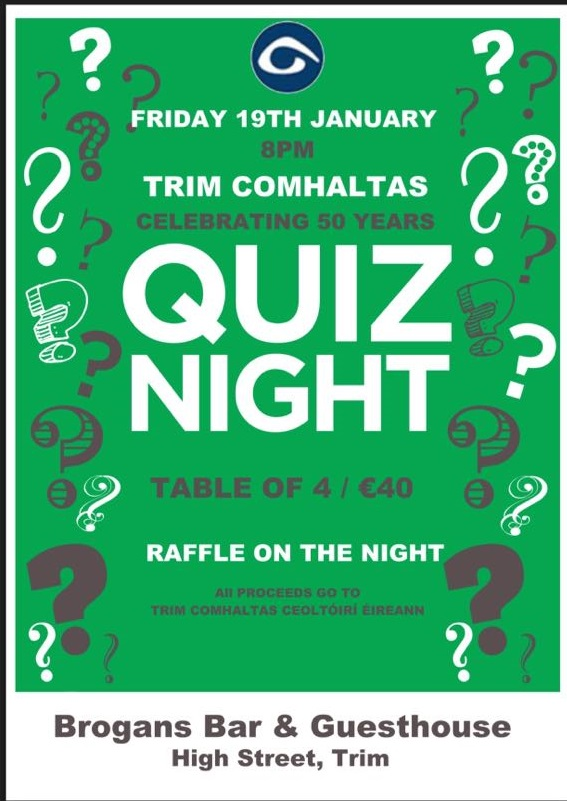 FRIDAY 19TH JANUARY
8PM
TRIM COMHALTAS
CELEBRATING 50 YEARS
QUIZ
NIGHT
TABLE OF 4 / €40
RAFFLE ON THE NIGHT
All PROCEEDS GO TO
TRIM COMHALTAS CEOLTÓIRÍ ÉIREANN
Brogans Bar & Guesthouse
High Street, Trim